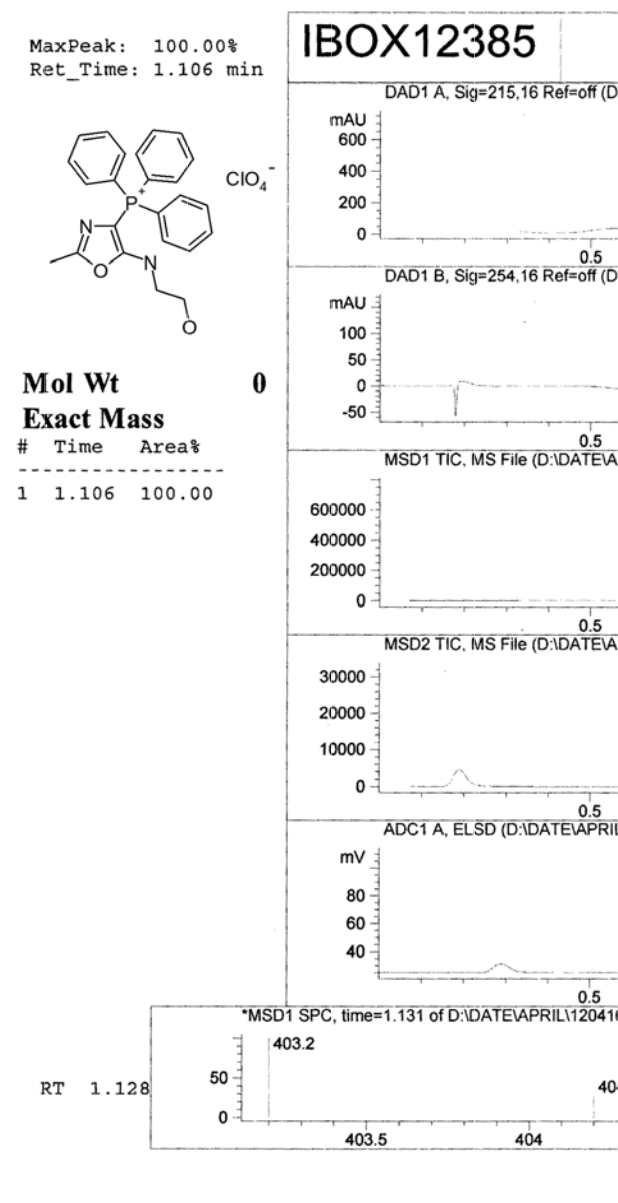 MaxPeak: 100.00%
Ret_Time: 1.106 min
IBOX12385
ClO4-
P+
N
O
N
O
Mol Wt 0
Exact Mass
# Time Area%
-----------------
1 1.106 100.00
DAD1 A, Sig=215,16 Ref=off (D
mAU
600
400
200
0
0.5
DAD1 B, Sig=254,16 Ref=off (D
mAU
100
50
0
-50
0.5
MSD1 TIC, MS File (D:\DATE\A
600000
400000
200000
0
0.5
MSD2 TIC, MS File (D:\DATE\A
30000
20000
10000
0
0.5
ADC1 A, ELSD (D:\DATE\APRIL
mV
80
60
40
0.5
*MSD1 SPC, time=1.131 of D:\DATE\APRIL\120416
RT 1.128
403.2
50
0
40
403.5
404